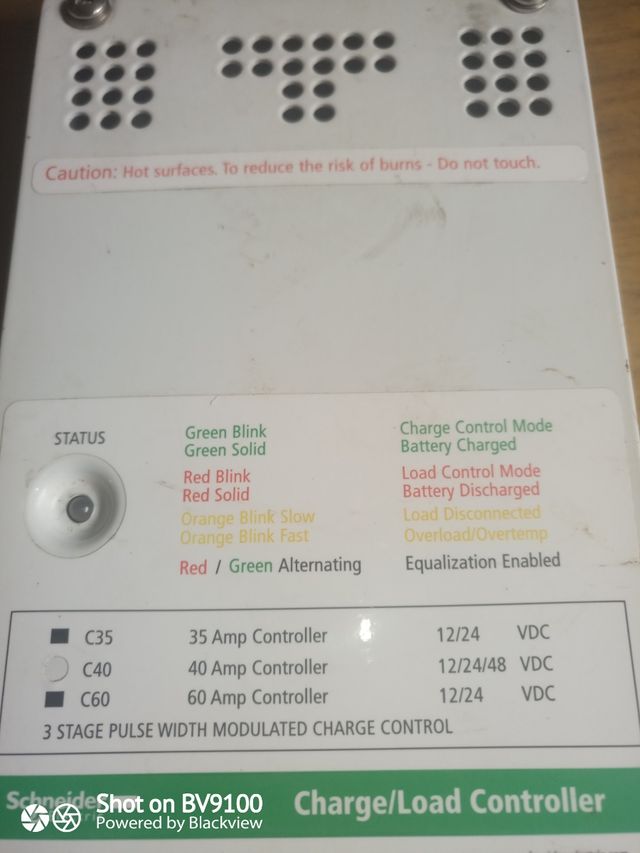 Caution: Hot surfaces. To reduce the risk of burns - Do not touch.
STATUS
Green Blink Charge Control Mode
Green Solid Battery Charged
Red Blink Load Control Mode
Red Solid Battery Discharged
Orange Blink Slow Load Disconnected
Orange Blink Fast Overload/Overtemp
Red / Green Alternating Equalization Enabled
C35 35 Amp Controller 12/24 VDC
C40 40 Amp Controller 12/24/48 VDC
C60 60 Amp Controller 12/24 VDC
3 STAGE PULSE WIDTH MODULATED CHARGE CONTROL
Charge/Load Controller
Shot on BV9100
Powered by Blackview